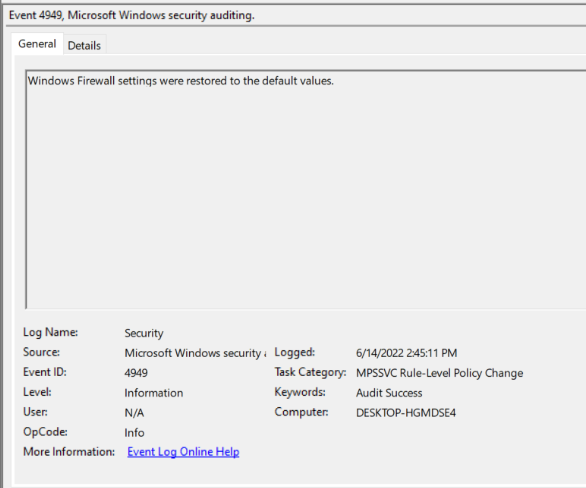 Event 4949, Microsoft Windows security auditing.
General Details
Windows Firewall settings were restored to the default values.
Log Name: Security
Source: Microsoft Windows security Logged: 6/14/2022 2:45:11 PM
Event ID: 4949 Task Category: MPSSVC Rule-Level Policy Change
Level: Information Keywords: Audit Success
User: N/A Computer: DESKTOP-HGMDSE4
OpCode: Info
More Information: Event Log Online Help